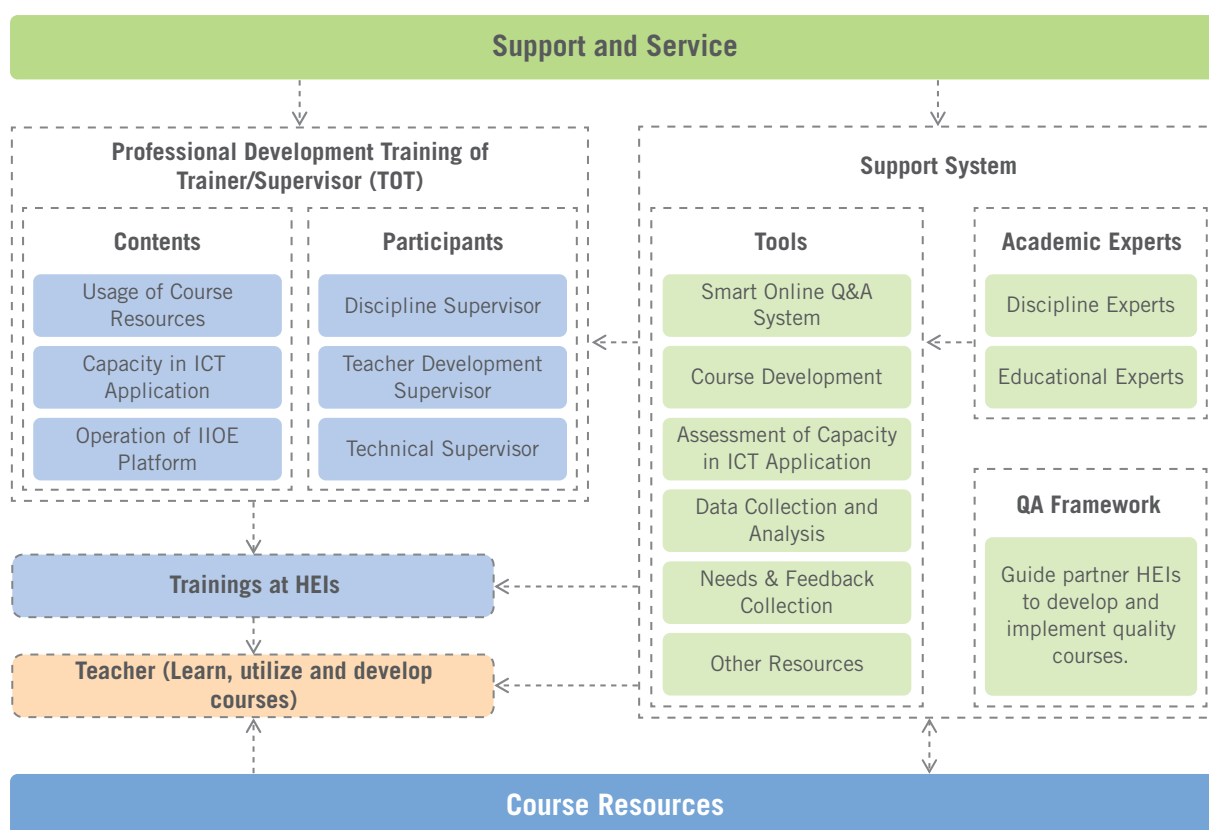 Support and Service
Professional Development Training of
Trainer/Supervisor (TOT)
Contents
Usage of Course
Resources
Capacity in ICT
Application
Operation of IIOE
Platform
Participants
Discipline Supervisor
Teacher Development
Supervisor
Technical Supervisor
Trainings at HEIs
Teacher (Learn, utilize and develop
courses)
Support System
Tools
Smart Online Q&A
System
Course Development
Assessment of Capacity
in ICT Application
Data Collection and
Analysis
Needs & Feedback
Collection
Other Resources
Academic Experts
Discipline Experts
Educational Experts
QA Framework
Guide partner HEIs
to develop and
implement quality
courses.
Course Resources